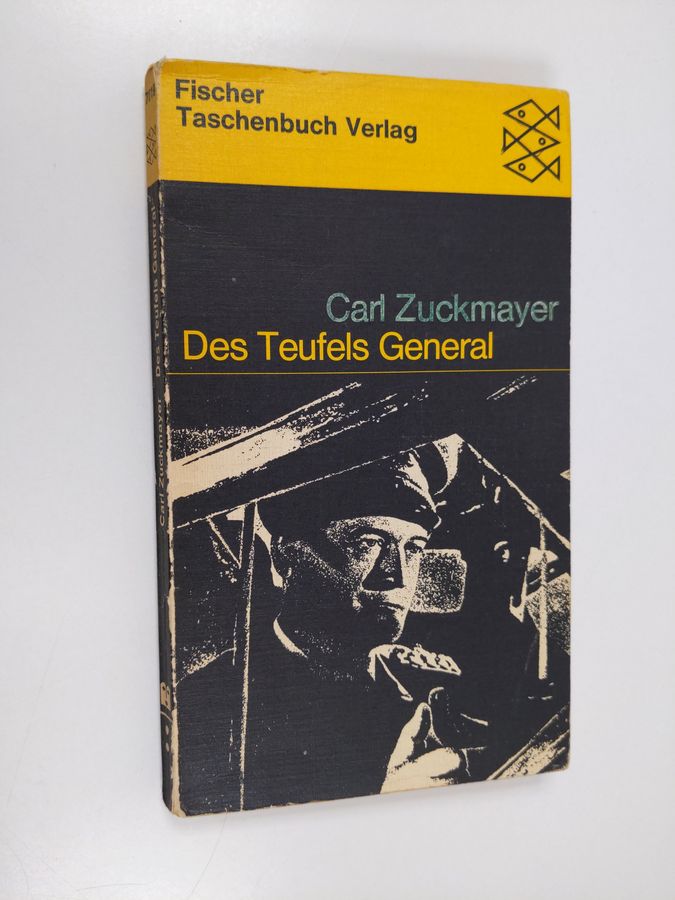 Fischer
Taschenbuch Verlag
Carl Zuckmayer
Des Teufels General
Carl Zuckmayer Des Teufels General